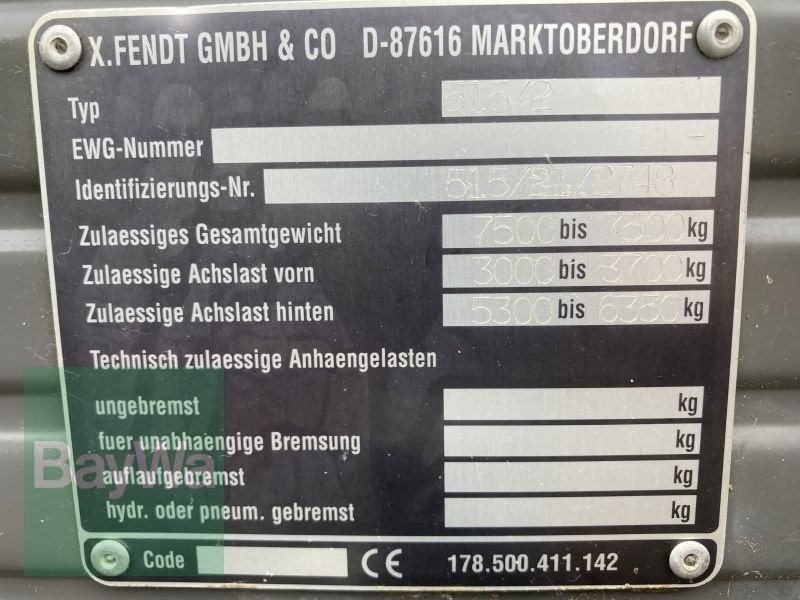 X.FENDT GMBH & CO D-87616 MARKTOBERDORF
Typ 515/2
EWG-Nummer -
Identifizierungs-Nr. 515/21/2748
Zulaessiges Gesamtgewicht 7500 bis 7500 kg
Zulaessige Achslast vorn 3000 bis 3700 kg
Zulaessige Achslast hinten 5300 bis 6350 kg
Technisch zulaessige Anhaengelasten
ungebremst kg
fuer unabhaengige Bremsung kg
auflaufgebremst kg
hydr. oder pneum. gebremst kg
Code CE 178.500.411.142
BayWa